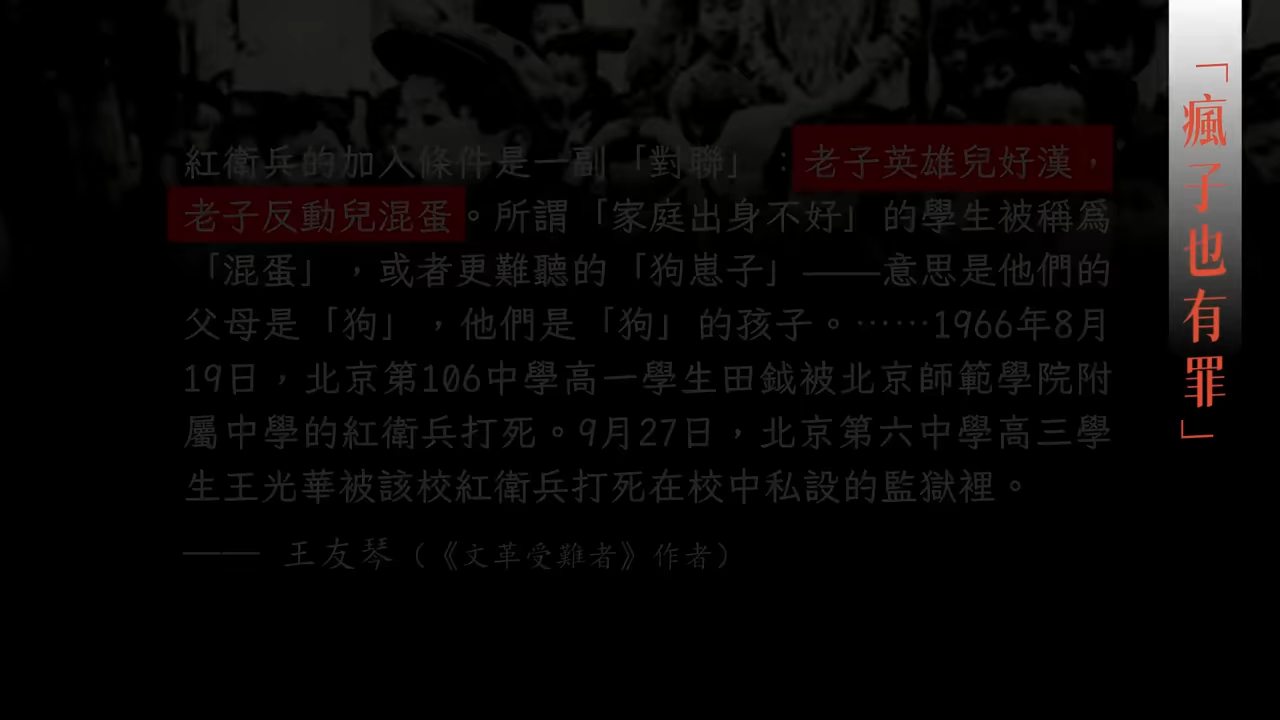 紅衛兵的加入條件是一副「對聯」：老子英雄兒好漢，
老子反動兒混蛋。所謂「家庭出身不好」的學生被稱爲
「混蛋」，或者更難聽的「狗崽子」——意思是他們的
父母是「狗」，他們是「狗」的孩子。⋯⋯1966年8月
19日，北京第106中學高一學生田鉞被北京師範學院附
屬中學的紅衛兵打死。9月27日，北京第六中學高三學
生王光華被該校紅衛兵打死在校中私設的監獄裡。
—— 王友琴（《文革受難者》作者）
「瘋子也有罪」